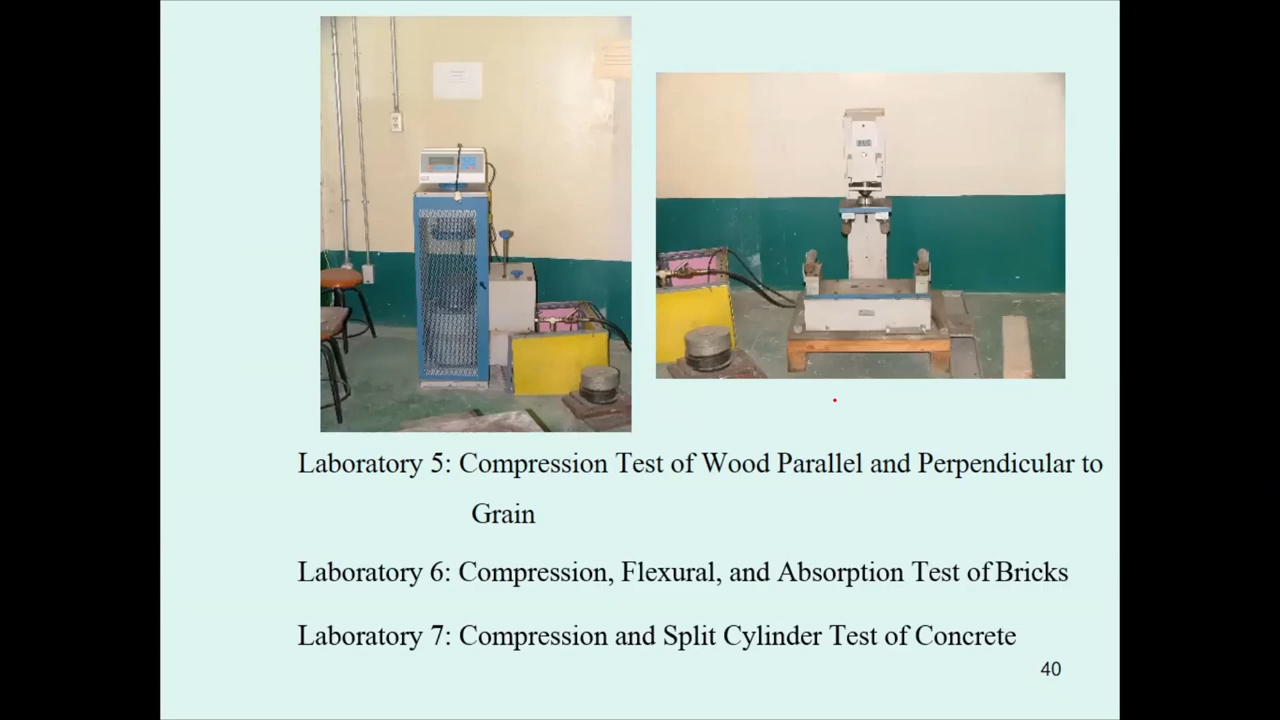 Laboratory 5: Compression Test of Wood Parallel and Perpendicular to
Grain
Laboratory 6: Compression, Flexural, and Absorption Test of Bricks
Laboratory 7: Compression and Split Cylinder Test of Concrete
40